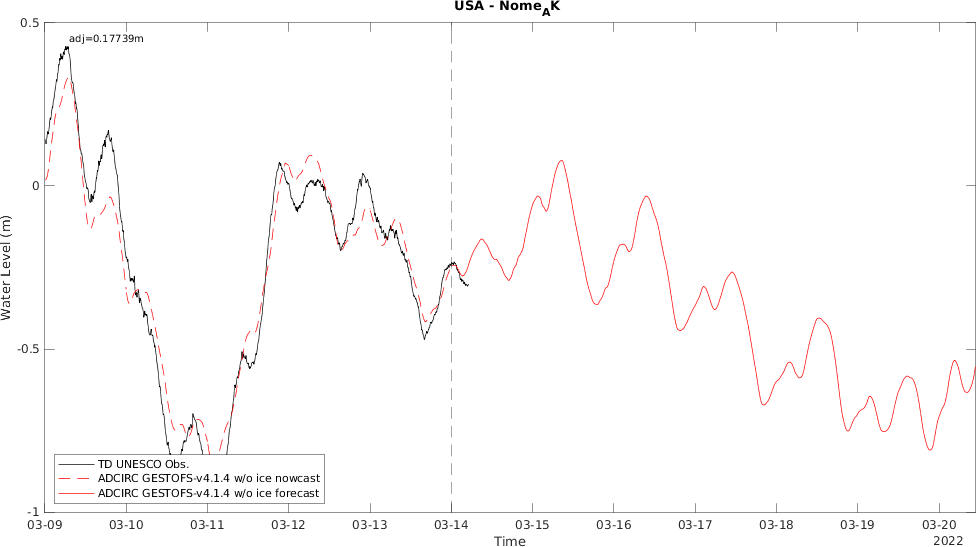 USA - Nome_AK
adj=0.17739m
0.5
0
-0.5
-1
Water Level (m)
TD UNESCO Obs.
ADCIRC GESTOFS-v4.1.4 w/o ice nowcast
ADCIRC GESTOFS-v4.1.4 w/o ice forecast
03-09 03-10 03-11 03-12 03-13 03-14 03-15 03-16 03-17 03-18 03-19 03-20
Time
2022